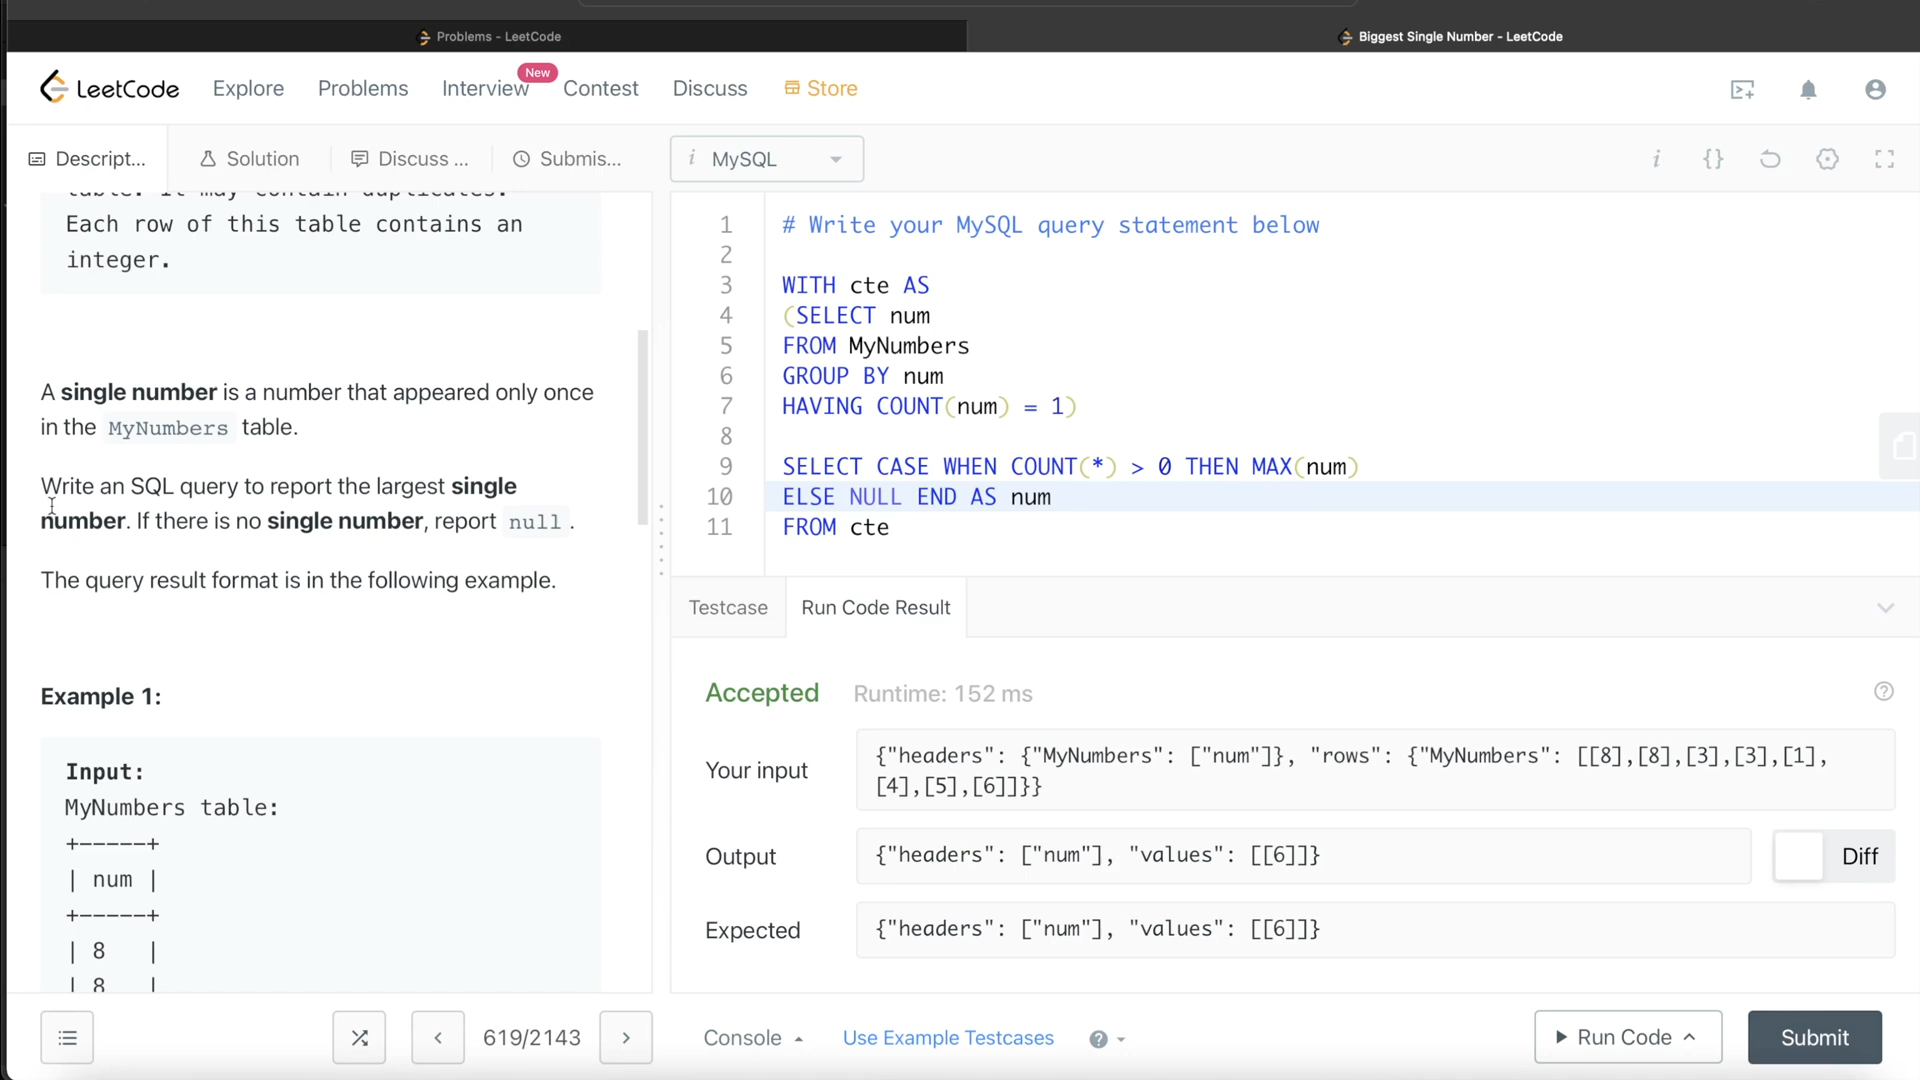 Problems - LeetCode
Biggest Single Number - LeetCode
LeetCode
Explore
Problems
Interview
New
Contest
Discuss
Store
Descript...
Solution
Discuss ...
Submis...
i MySQL
i
{}
table. It may contain duplicates.
Each row of this table contains an
integer.
A single number is a number that appeared only once
in the MyNumbers table.
Write an SQL query to report the largest single
number. If there is no single number, report null .
The query result format is in the following example.
Example 1:
Input:
MyNumbers table:
+-----+
| num |
+-----+
| 8   |
| 8   |
1 # Write your MySQL query statement below
2
3 WITH cte AS
4 (SELECT num
5 FROM MyNumbers
6 GROUP BY num
7 HAVING COUNT(num) = 1)
8
9 SELECT CASE WHEN COUNT(*) > 0 THEN MAX(num)
10 ELSE NULL END AS num
11 FROM cte
Testcase
Run Code Result
Accepted
Runtime: 152 ms
?
Your input
{"headers": {"MyNumbers": ["num"]}, "rows": {"MyNumbers": [[8],[8],[3],[3],[1],
[4],[5],[6]]}}
Output
{"headers": ["num"], "values": [[6]]}
Diff
Expected
{"headers": ["num"], "values": [[6]]}
619/2143
Console
Use Example Testcases
?
Run Code
Submit